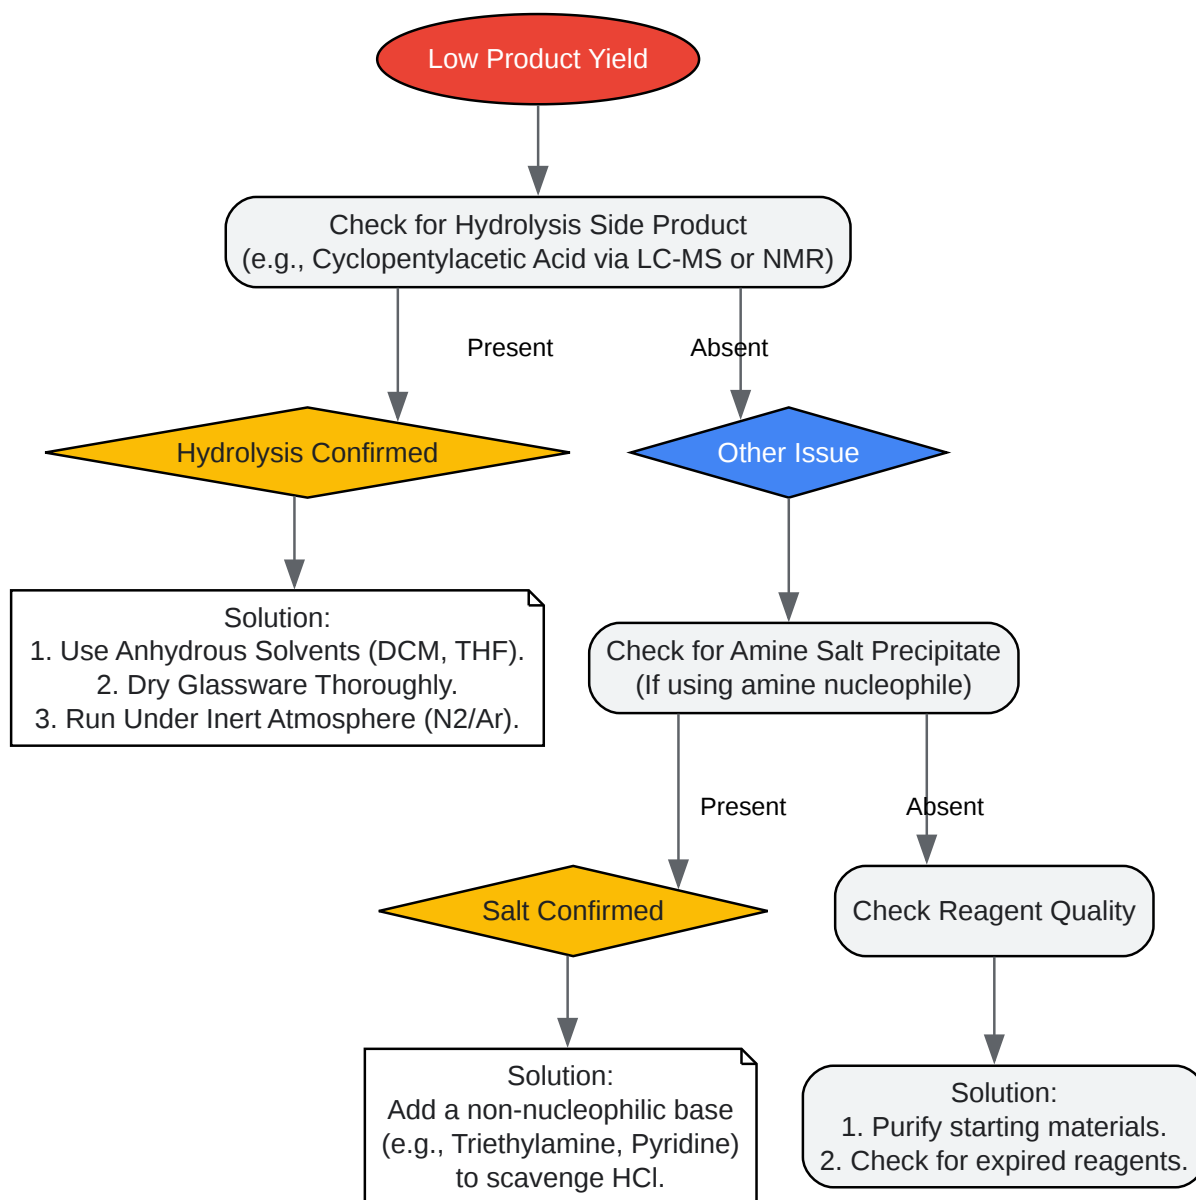 Low Product Yield
Check for Hydrolysis Side Product
(e.g., Cyclopentylacetic Acid via LC-MS or NMR)
Present
Absent
Hydrolysis Confirmed
Other Issue
Solution:
1. Use Anhydrous Solvents (DCM, THF).
2. Dry Glassware Thoroughly.
3. Run Under Inert Atmosphere (N2/Ar).
Check for Amine Salt Precipitate
(If using amine nucleophile)
Present
Absent
Salt Confirmed
Check Reagent Quality
Solution:
Add a non-nucleophilic base
(e.g., Triethylamine, Pyridine)
to scavenge HCl.
Solution:
1. Purify starting materials.
2. Check for expired reagents.